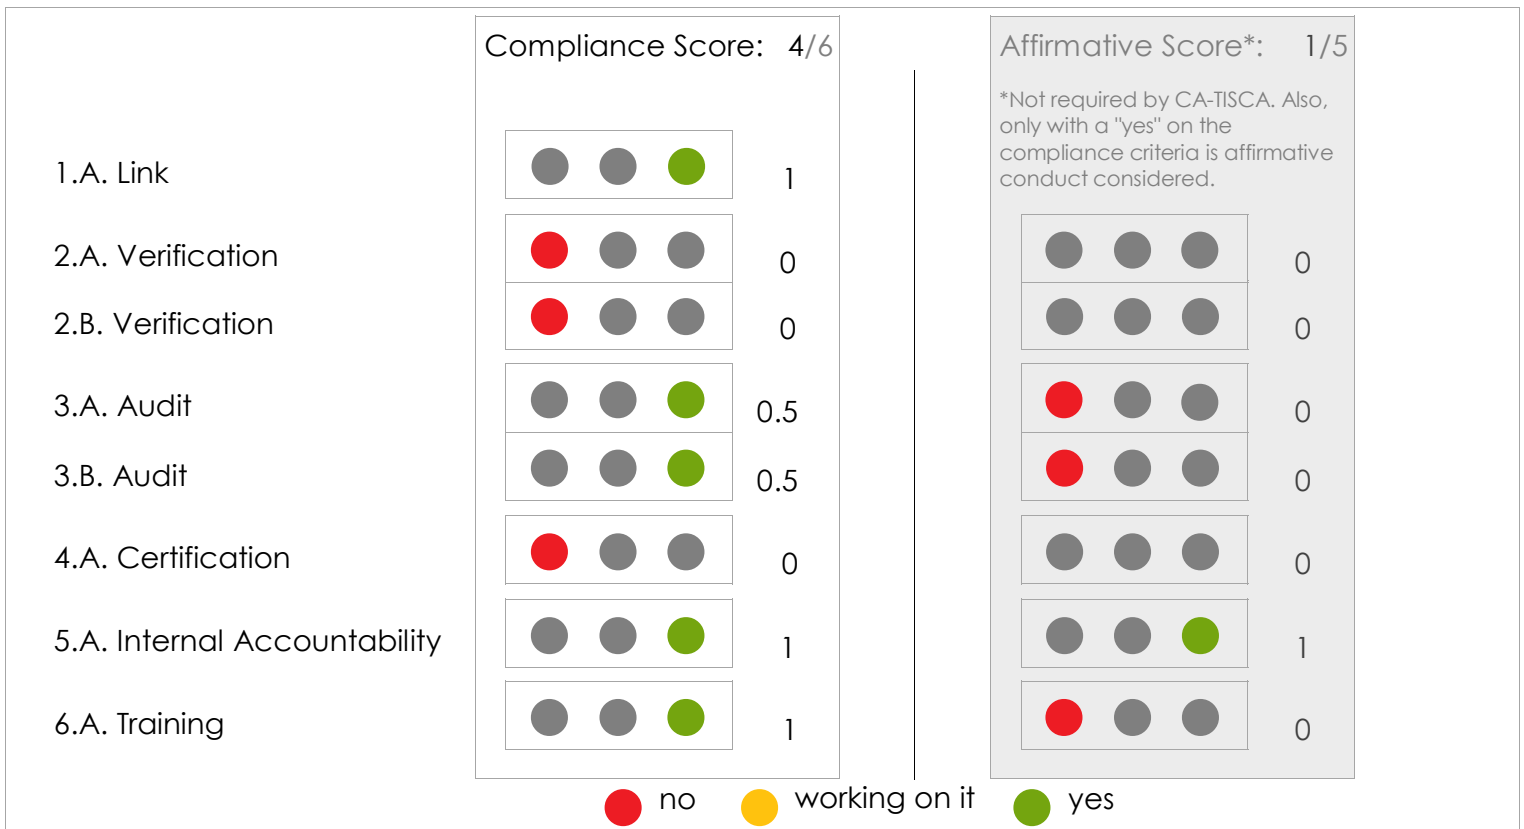 Compliance Score: 4/6
Affirmative Score*: 1/5
*Not required by CA-TISCA. Also,
only with a "yes" on the
compliance criteria is affirmative
conduct considered.
1.A. Link 1
2.A. Verification 0 0
2.B. Verification 0 0
3.A. Audit 0.5 0
3.B. Audit 0.5 0
4.A. Certification 0 0
5.A. Internal Accountability 1 1
6.A. Training 1 0
no working on it yes